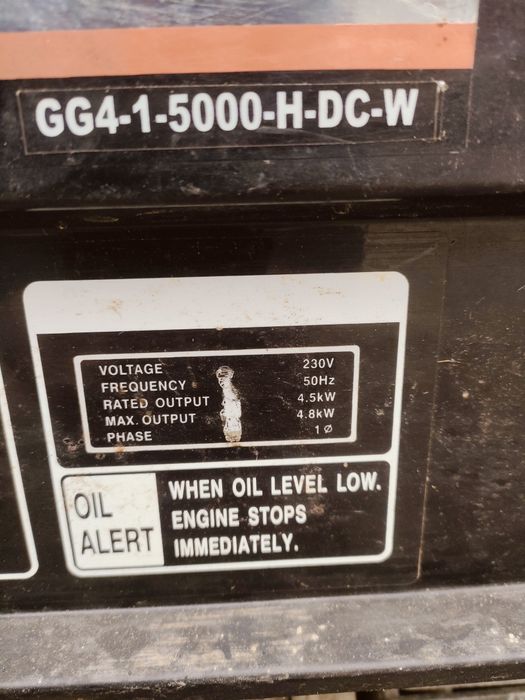 GG4-1-5000-H-DC-W
VOLTAGE 230V
FREQUENCY 50Hz
RATED OUTPUT 4.5kW
MAX. OUTPUT 4.8kW
PHASE 1 Ø
OIL ALERT
WHEN OIL LEVEL LOW.
ENGINE STOPS
IMMEDIATELY.